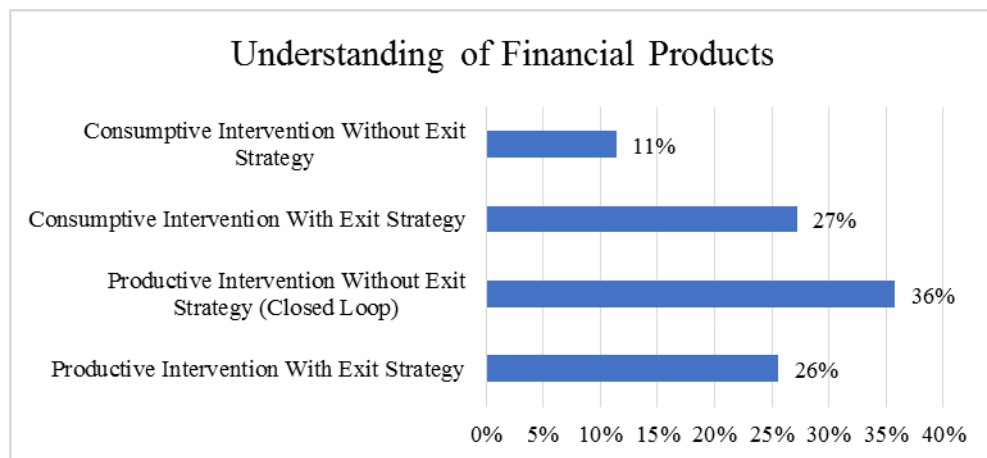 Understanding of Financial Products
Consumptive Intervention Without Exit
Strategy
11%
Consumptive Intervention With Exit Strategy
27%
Productive Intervention Without Exit
Strategy (Closed Loop)
36%
Productive Intervention With Exit Strategy
26%
0% 5% 10% 15% 20% 25% 30% 35% 40%